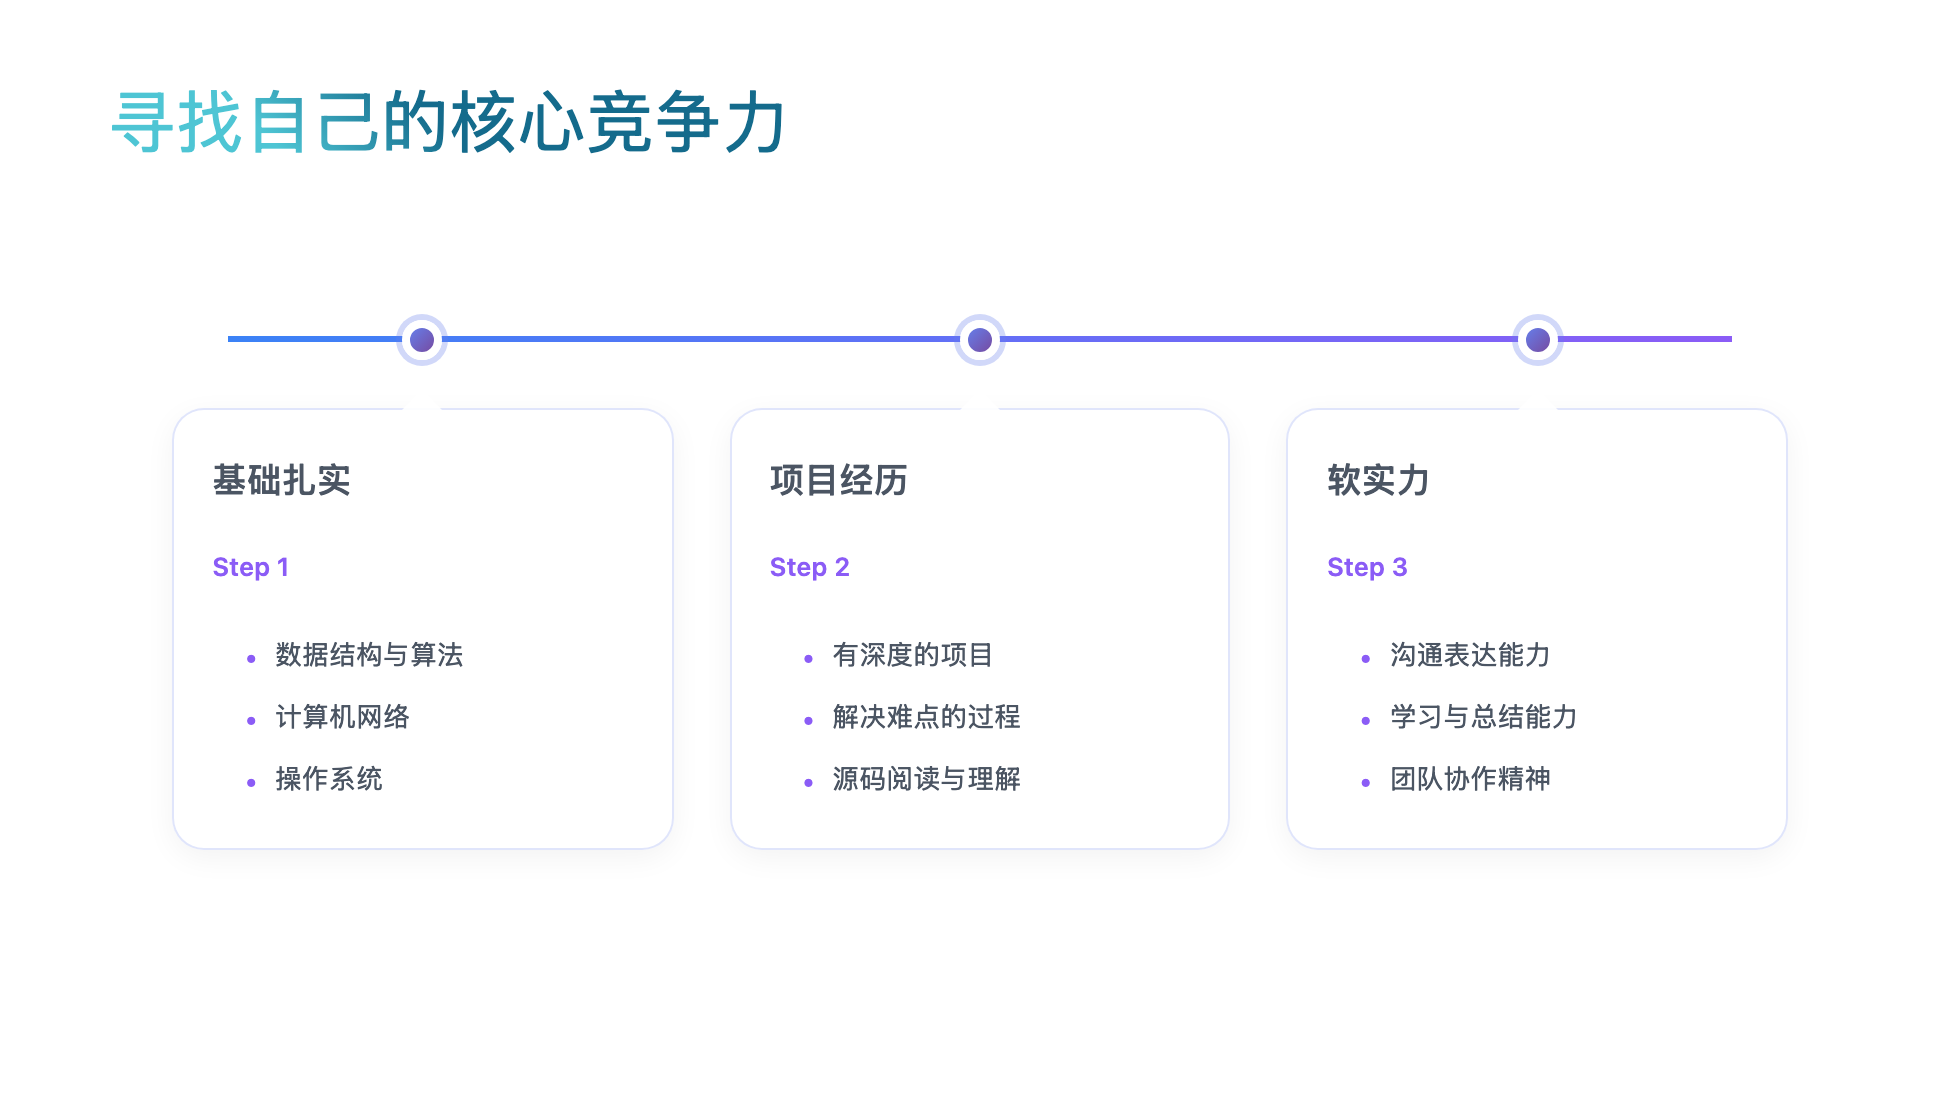 寻找自己的核心竞争力
基础扎实
Step 1
数据结构与算法
计算机网络
操作系统
项目经历
Step 2
有深度的项目
解决难点的过程
源码阅读与理解
软实力
Step 3
沟通表达能力
学习与总结能力
团队协作精神